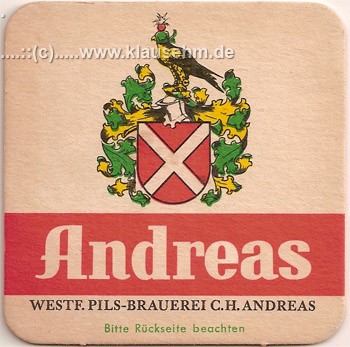 ....::(c).....www.klausehm.de
Andreas
WESTF. PILS-BRAUEREI C.H. ANDREAS
Bitte Rückseite beachten